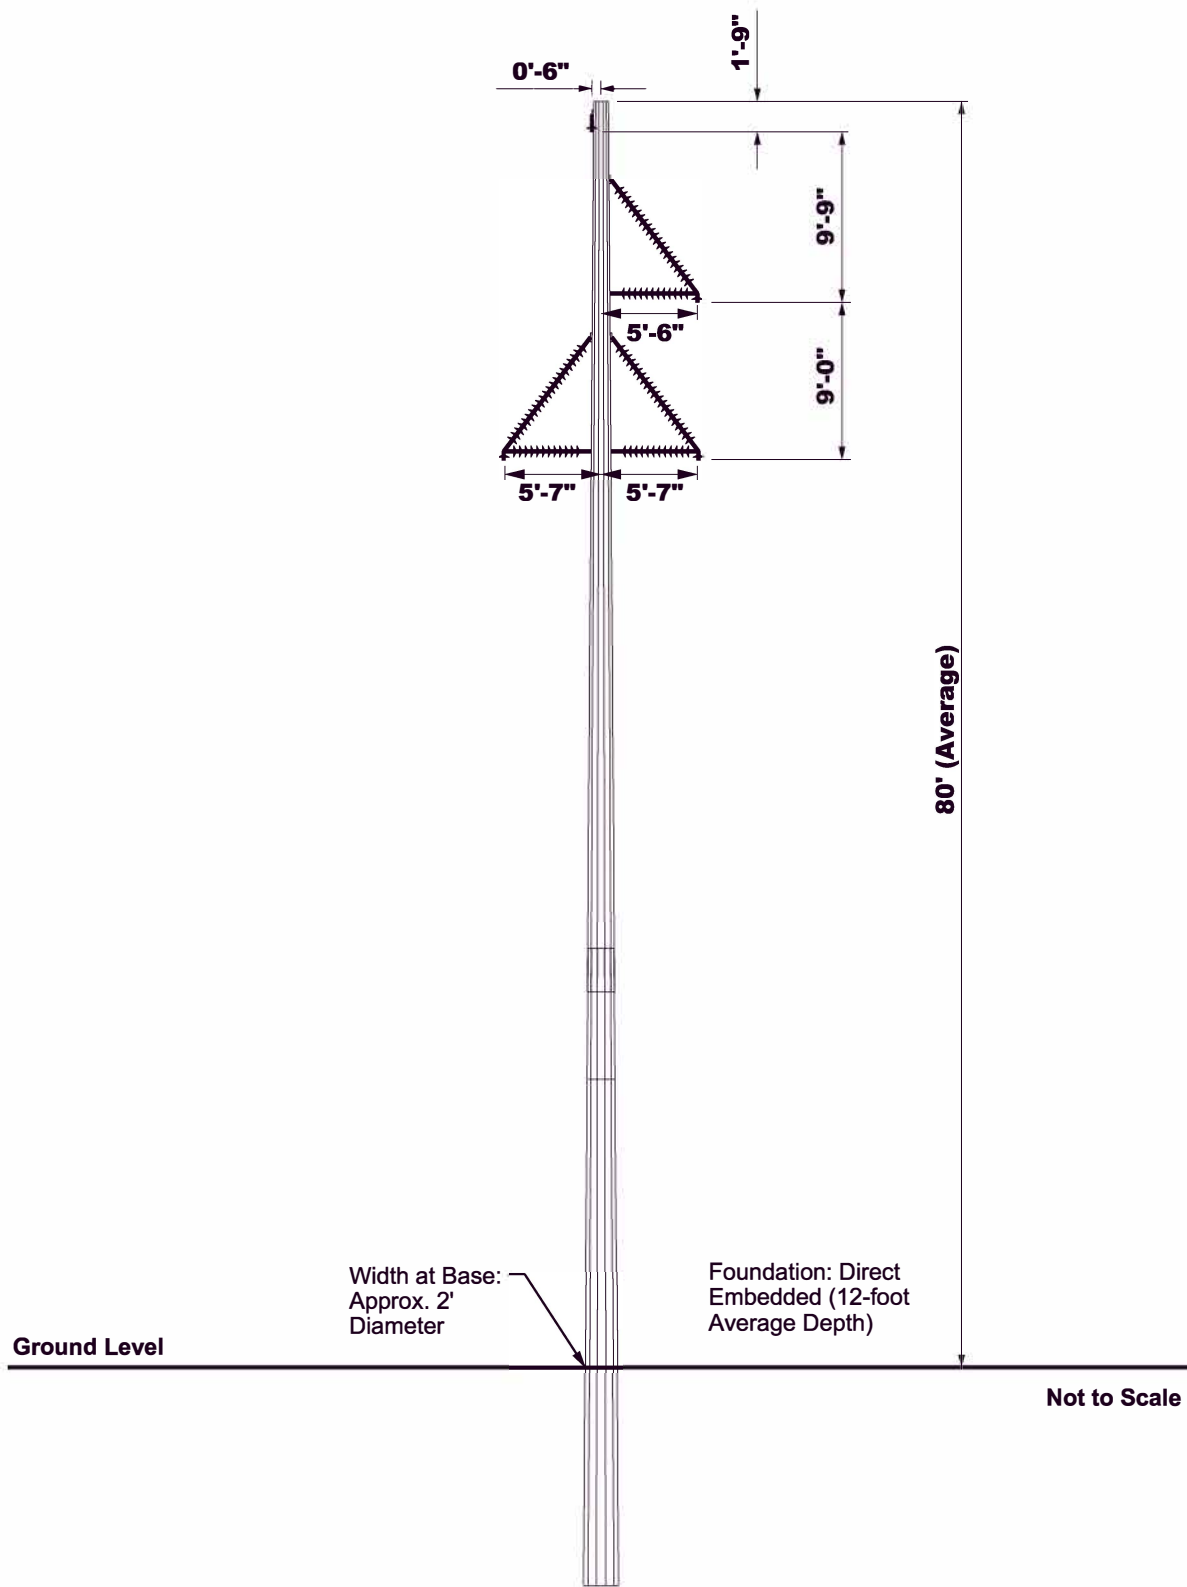 1'-9"
0'-6"
9'-9"
5'-6"
9'-0"
5'-7" 5'-7"
80' (Average)
Width at Base:
Approx. 2'
Diameter
Foundation: Direct
Embedded (12-foot
Average Depth)
Ground Level
Not to Scale